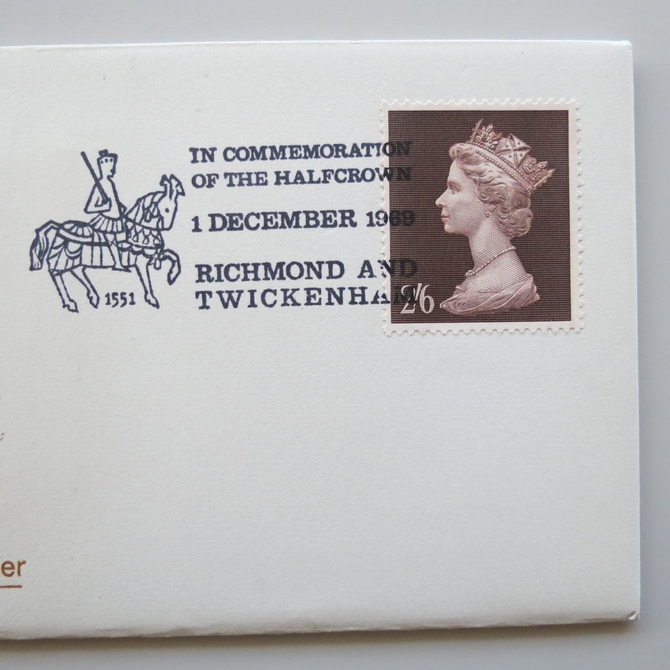 IN COMMEMORATION
OF THE HALFCROWN
1 DECEMBER 1969
RICHMOND AND
TWICKENHAM
1551
2/6
er